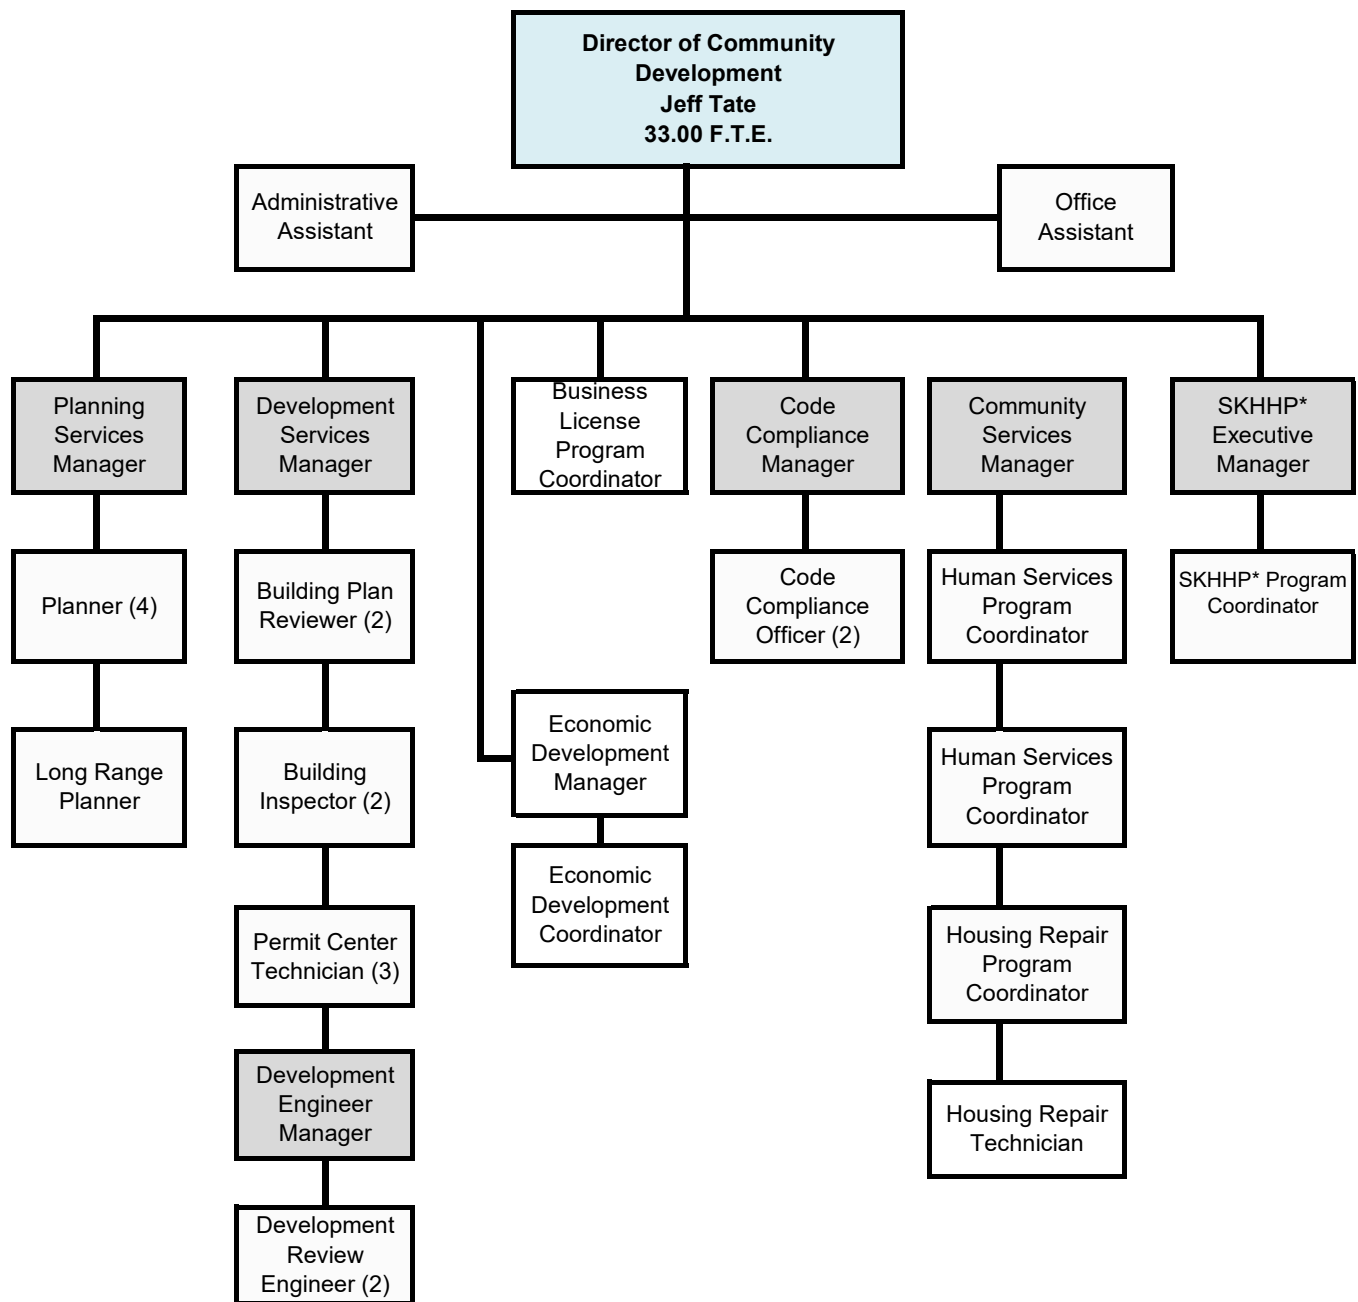 Director of Community
Development
Jeff Tate
33.00 F.T.E.
Administrative
Assistant
Office
Assistant
Planning
Services
Manager
Development
Services
Manager
Business
License
Program
Coordinator
Code
Compliance
Manager
Community
Services
Manager
SKHHP*
Executive
Manager
Planner (4)
Building Plan
Reviewer (2)
Code
Compliance
Officer (2)
Human Services
Program
Coordinator
SKHHP* Program
Coordinator
Long Range
Planner
Building
Inspector (2)
Economic
Development
Manager
Human Services
Program
Coordinator
Economic
Development
Coordinator
Permit Center
Technician (3)
Housing Repair
Program
Coordinator
Development
Engineer
Manager
Housing Repair
Technician
Development
Review
Engineer (2)